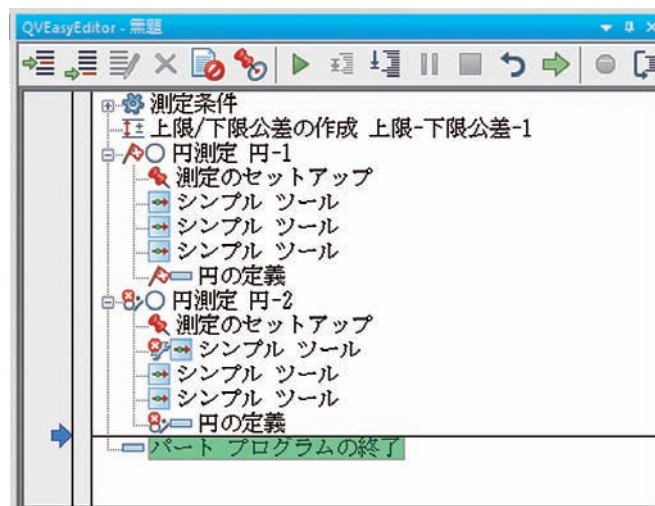 QVEasyEditor - 無題
測定条件
上限/下限公差の作成 上限-下限公差-1
円測定 円-1
測定のセットアップ
シンプル ツール
シンプル ツール
シンプル ツール
円の定義
円測定 円-2
測定のセットアップ
シンプル ツール
シンプル ツール
シンプル ツール
円の定義
パート プログラムの終了